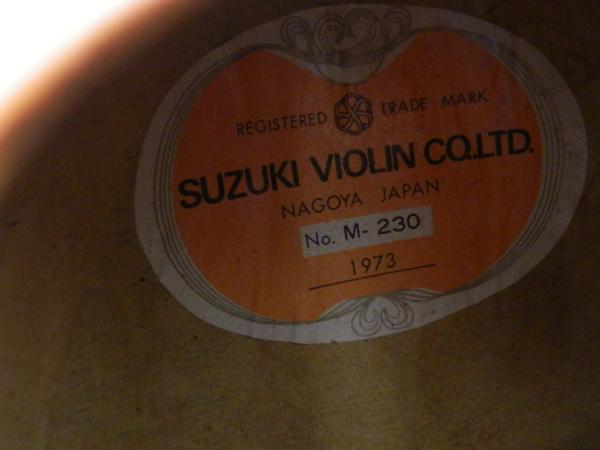 REGISTERED TRADE MARK
SUZUKI VIOLIN CO.LTD.
NAGOYA JAPAN
No. M- 230
1973